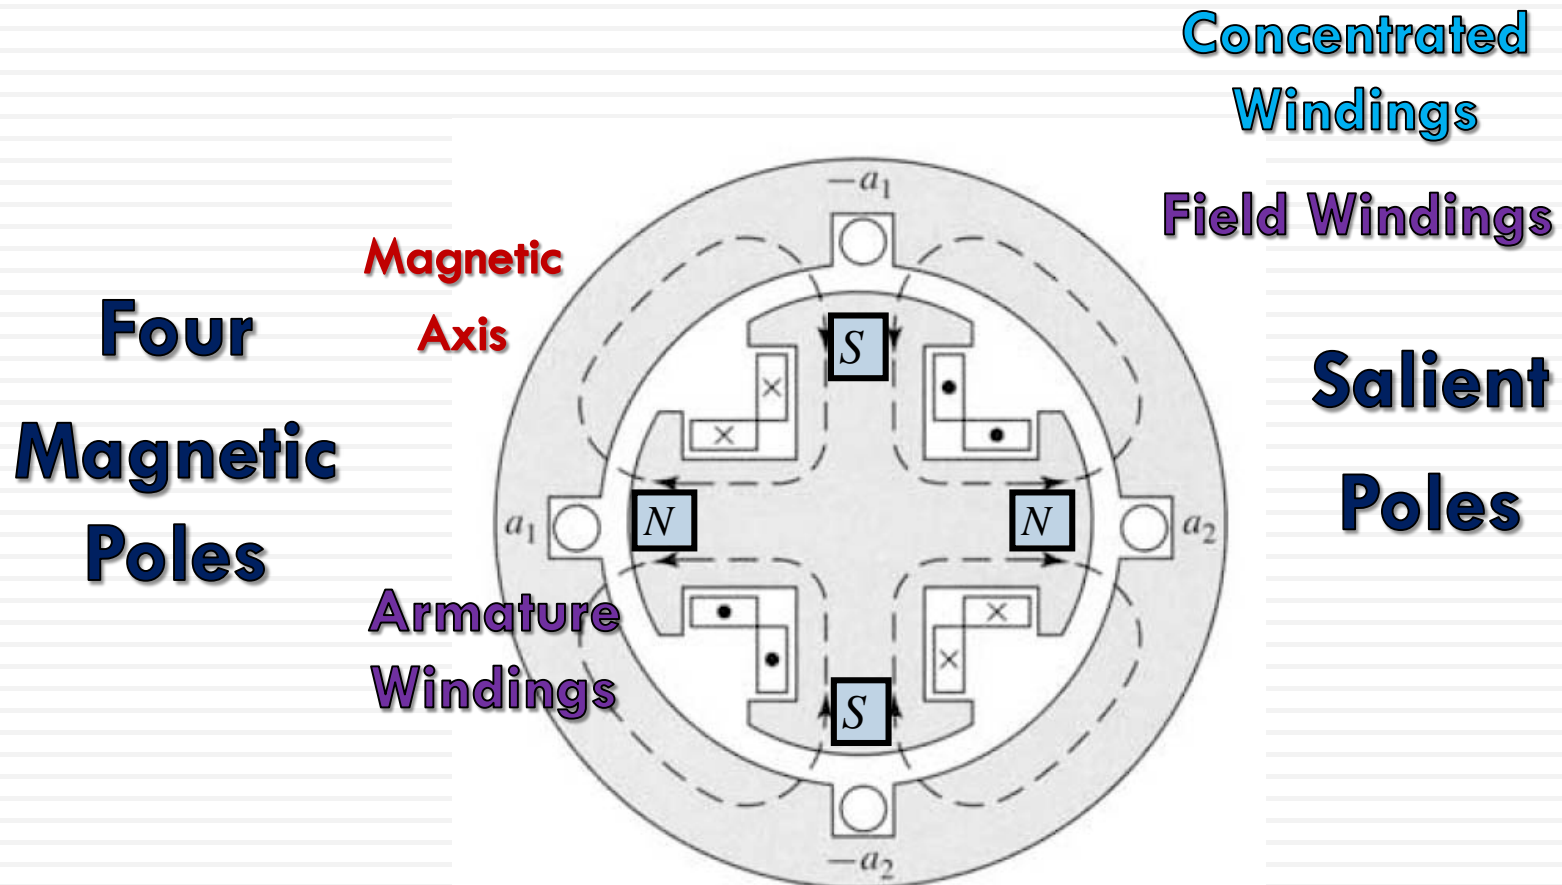 Concentrated
Windings
Field Windings
Magnetic
Axis
Four
Magnetic
Poles
Salient
Poles
Armature
Windings
−a₁
S
×
•
×
•
a₁
N
N
a₂
•
×
•
×
S
−a₂